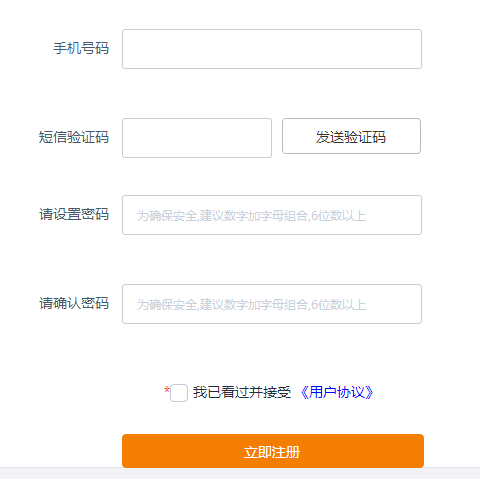 手机号码
短信验证码 发送验证码
请设置密码 为确保安全,建议数字加字母组合,6位数以上
请确认密码 为确保安全,建议数字加字母组合,6位数以上
*我已看过并接受《用户协议》
立即注册